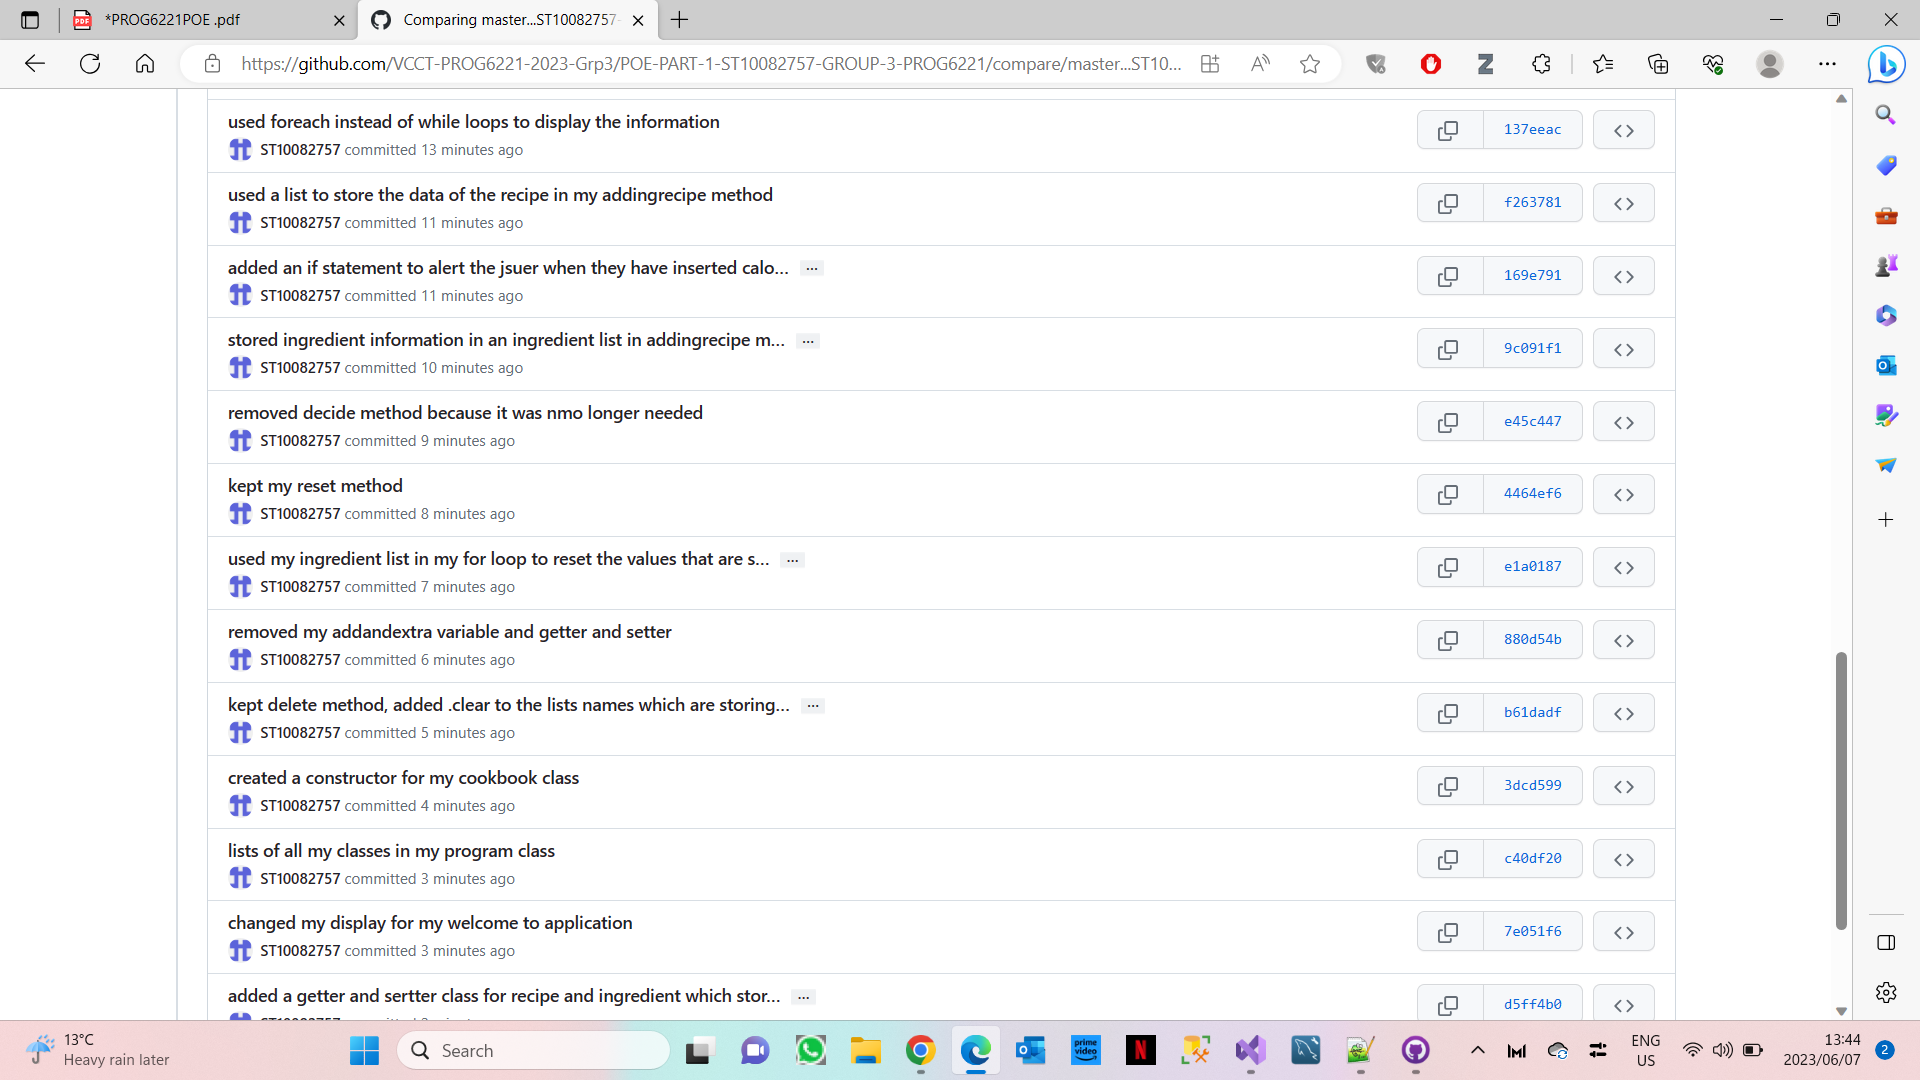 *PROG6221POE .pdf
Comparing master...ST10082757-
https://github.com/VCCT-PROG6221-2023-Grp3/POE-PART-1-ST10082757-GROUP-3-PROG6221/compare/master...ST10...
used foreach instead of while loops to display the information
137eeac
ST10082757 committed 13 minutes ago
used a list to store the data of the recipe in my addingrecipe method
f263781
ST10082757 committed 11 minutes ago
added an if statement to alert the jsuer when they have inserted calo... ...
169e791
ST10082757 committed 11 minutes ago
stored ingredient information in an ingredient list in addingrecipe m... ...
9c091f1
ST10082757 committed 10 minutes ago
removed decide method because it was nmo longer needed
e45c447
ST10082757 committed 9 minutes ago
kept my reset method
4464ef6
ST10082757 committed 8 minutes ago
used my ingredient list in my for loop to reset the values that are s... ...
e1a0187
ST10082757 committed 7 minutes ago
removed my addandextra variable and getter and setter
880d54b
ST10082757 committed 6 minutes ago
kept delete method, added .clear to the lists names which are storing... ...
b61dadf
ST10082757 committed 5 minutes ago
created a constructor for my cookbook class
3dcd599
ST10082757 committed 4 minutes ago
lists of all my classes in my program class
c40df20
ST10082757 committed 3 minutes ago
changed my display for my welcome to application
7e051f6
ST10082757 committed 3 minutes ago
added a getter and sertter class for recipe and ingredient which stor... ...
d5ff4b0
13°C
Heavy rain later
Search
prime video
ENG
US
13:44
2023/06/07
2